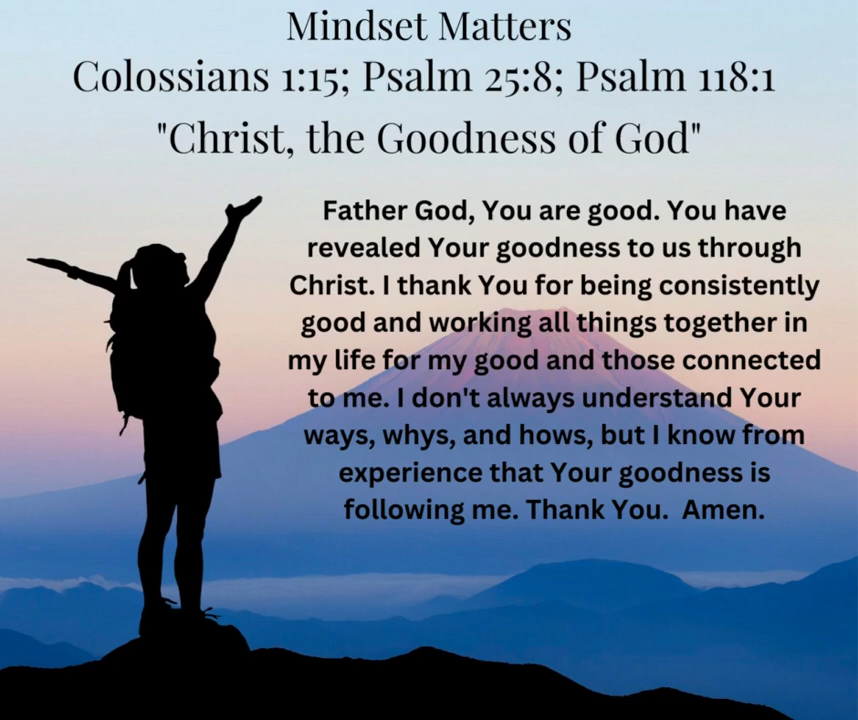 Mindset Matters
Colossians 1:15; Psalm 25:8; Psalm 118:1
"Christ, the Goodness of God"
Father God, You are good. You have
revealed Your goodness to us through
Christ. I thank You for being consistently
good and working all things together in
my life for my good and those connected
to me. I don't always understand Your
ways, whys, and hows, but I know from
experience that Your goodness is
following me. Thank You.  Amen.